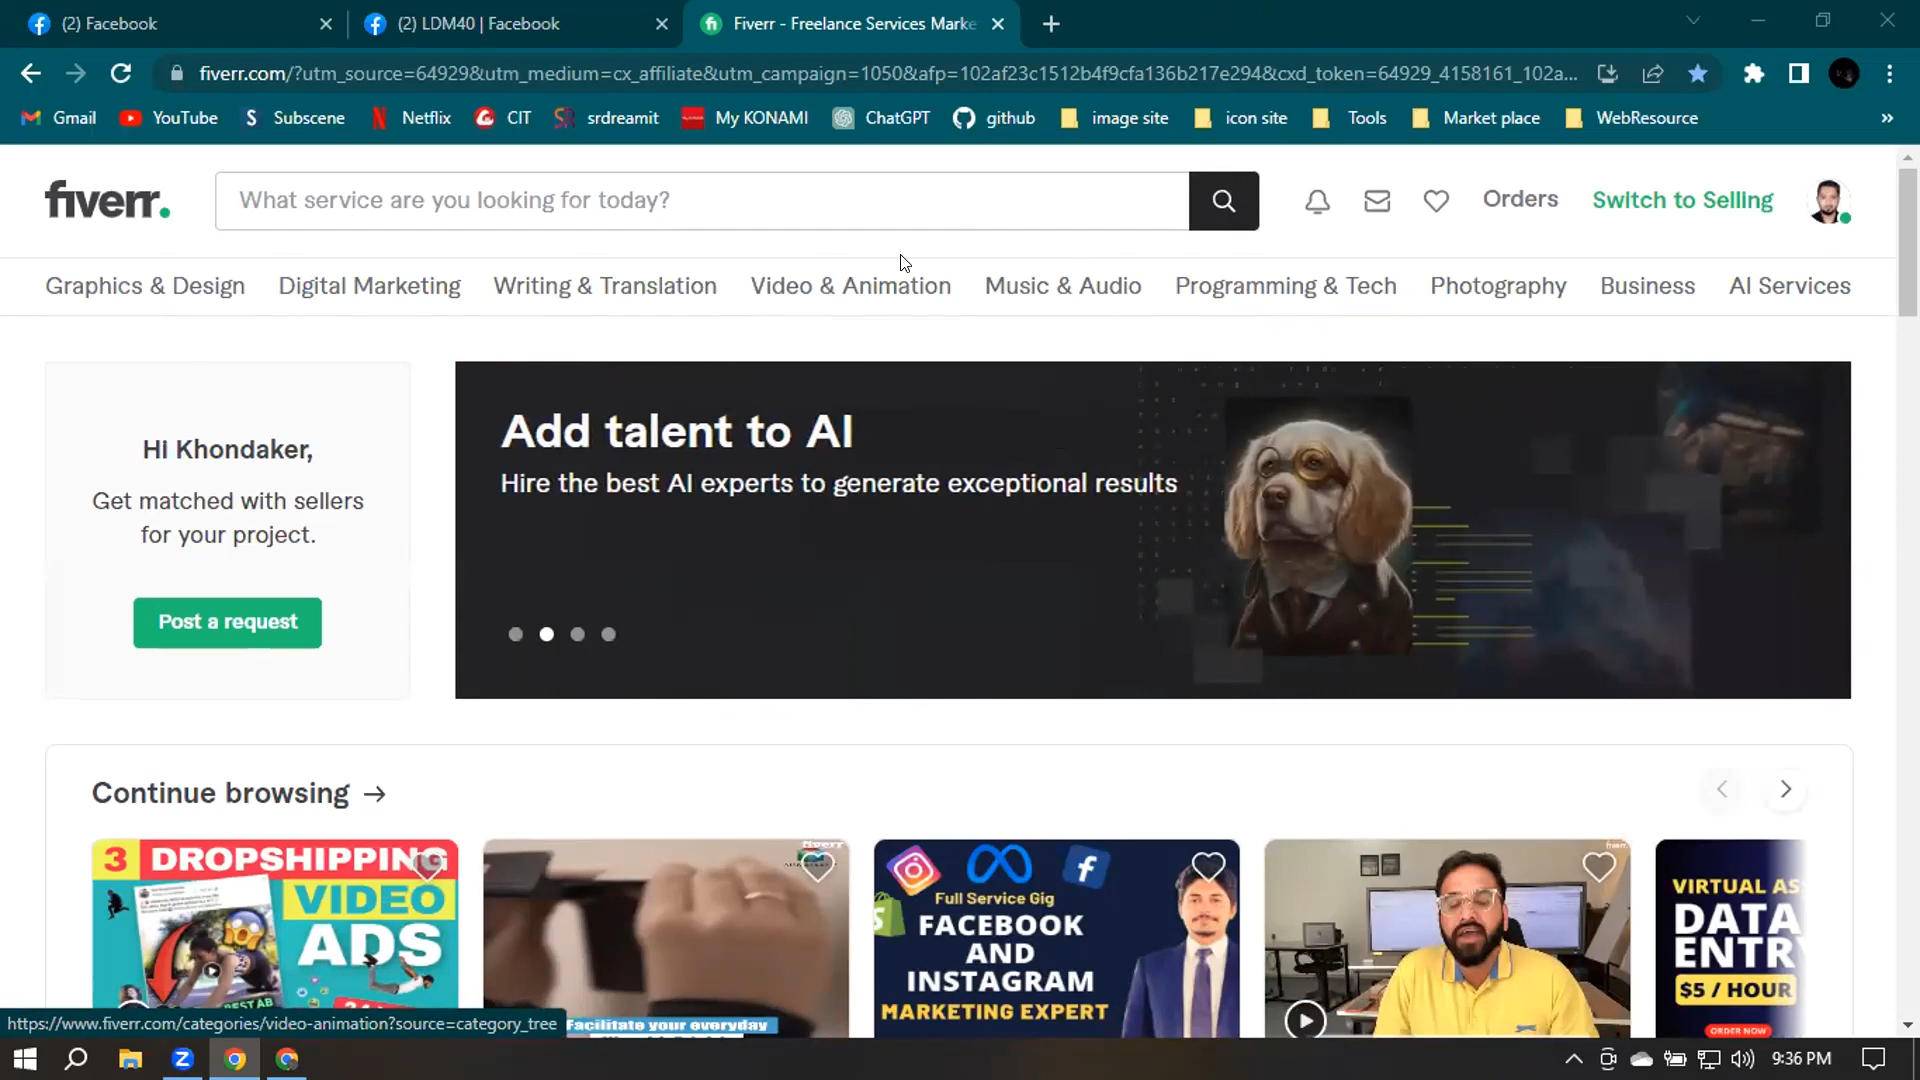 (2) Facebook
(2) LDM40 | Facebook
Fiverr - Freelance Services Marke
fiverr.com/?utm_source=64929&utm_medium=cx_affiliate&utm_campaign=1050&afp=102af23c1512b4f9cfa136b217e294&cxd_token=64929_4158161_102a...
Gmail YouTube Subscene Netflix CIT srdreamit My KONAMI ChatGPT github image site icon site Tools Market place WebResource »
fiverr.
What service are you looking for today?
Orders
Switch to Selling
Graphics & Design Digital Marketing Writing & Translation Video & Animation Music & Audio Programming & Tech Photography Business AI Services
Hi Khondaker,
Get matched with sellers
for your project.
Post a request
Add talent to AI
Hire the best AI experts to generate exceptional results
Continue browsing →
3 DROPSHIPPING
VIDEO
ADS
fiverr
Facilitate your everyday
Full Service Gig
FACEBOOK
AND
INSTAGRAM
MARKETING EXPERT
fiverr.
VIRTUAL AS
DATA
ENTRY
$5 / HOUR
ORDER NOW
https://www.fiverr.com/categories/video-animation?source=category_tree
9:36 PM